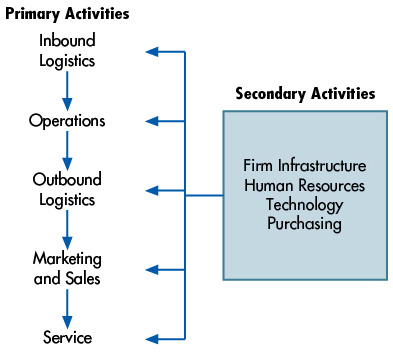 Primary Activities
Inbound
Logistics
Operations
Outbound
Logistics
Marketing
and Sales
Service
Secondary Activities
Firm Infrastructure
Human Resources
Technology
Purchasing